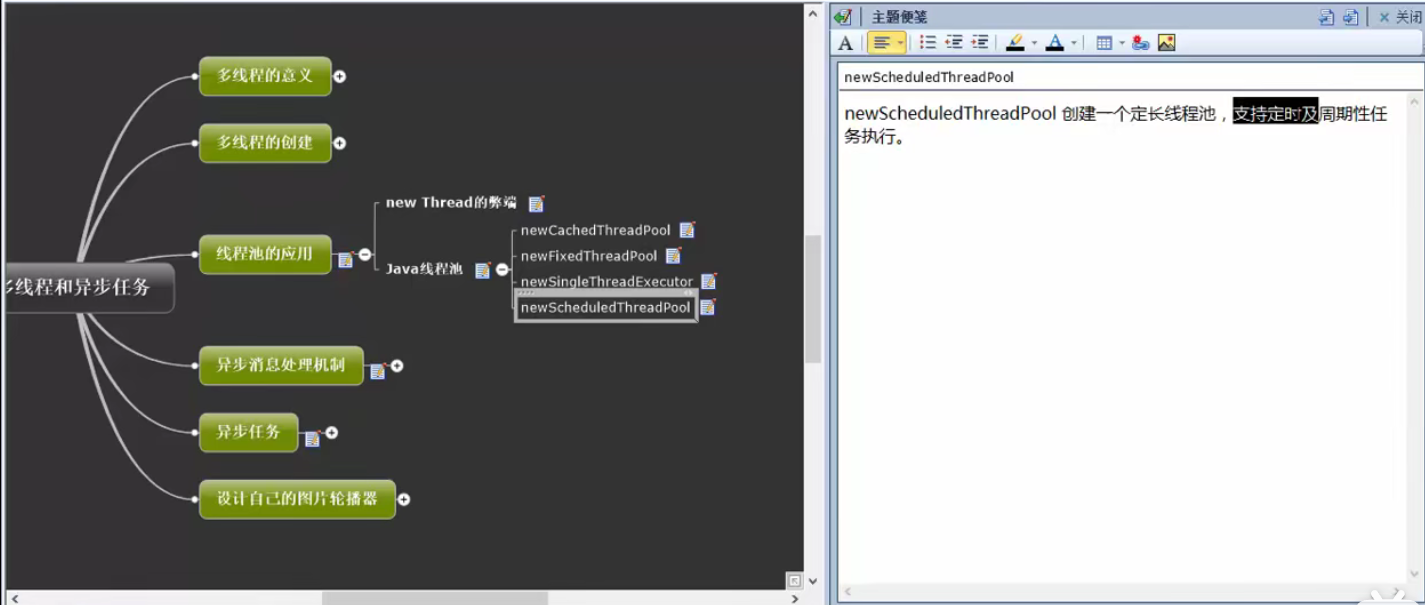 多线程的意义
多线程的创建
new Thread的弊端
newCachedThreadPool
线程池的应用
newFixedThreadPool
Java线程池
newSingleThreadExecutor
多线程和异步任务
newScheduledThreadPool
异步消息处理机制
异步任务
设计自己的图片轮播器
主题便笺
关闭
newScheduledThreadPool
newScheduledThreadPool 创建一个定长线程池，支持定时及周期性任
务执行。